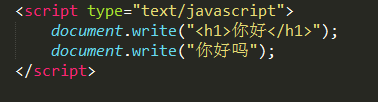 <script type="text/javascript">
document.write("<h1>你好</h1>");
document.write("你好吗");
</script>